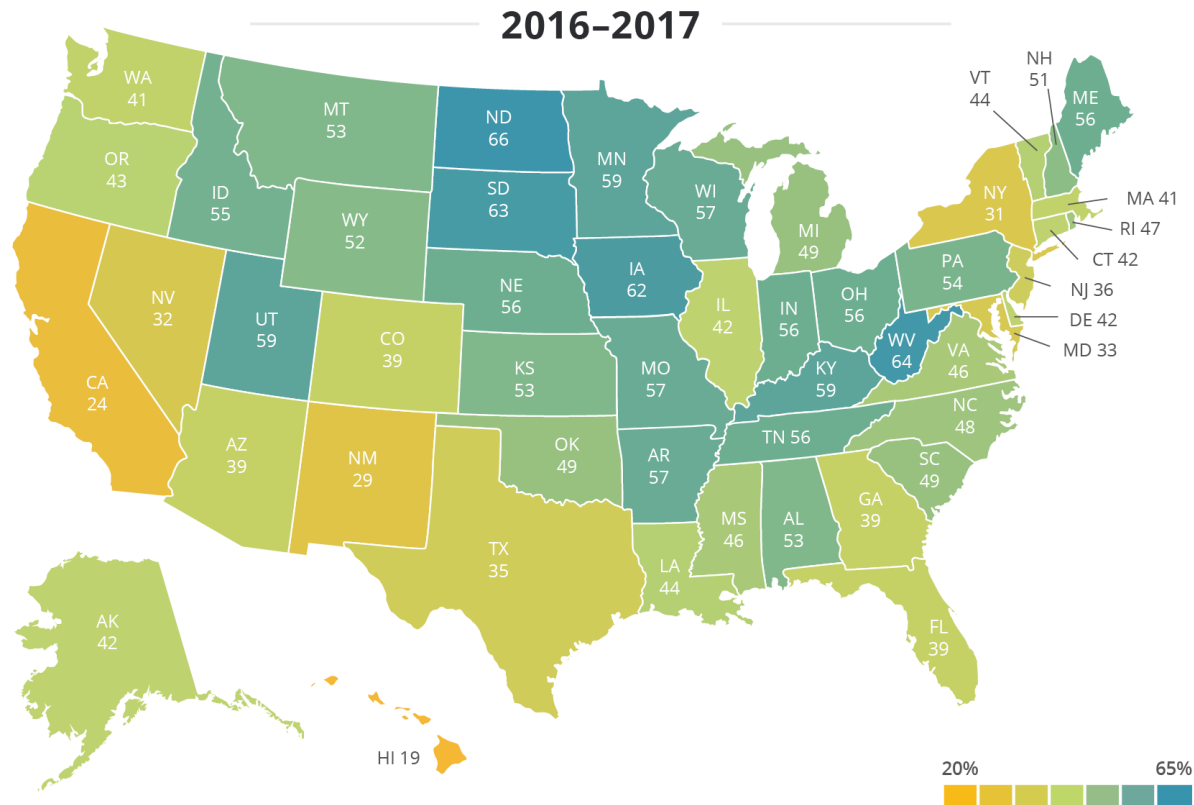 2016–2017
WA
41
OR
43
CA
24
NV
32
ID
55
MT
53
WY
52
UT
59
AZ
39
CO
39
NM
29
ND
66
SD
63
NE
56
KS
53
OK
49
TX
35
MN
59
IA
62
MO
57
AR
57
LA
44
WI
57
IL
42
MI
49
IN
56
OH
56
KY
59
TN 56
MS
46
AL
53
GA
39
FL
39
SC
49
NC
48
VA
46
WV
64
PA
54
NY
31
VT
44
NH
51
ME
56
MA 41
RI 47
CT 42
NJ 36
DE 42
MD 33
AK
42
HI 19
20% 65%